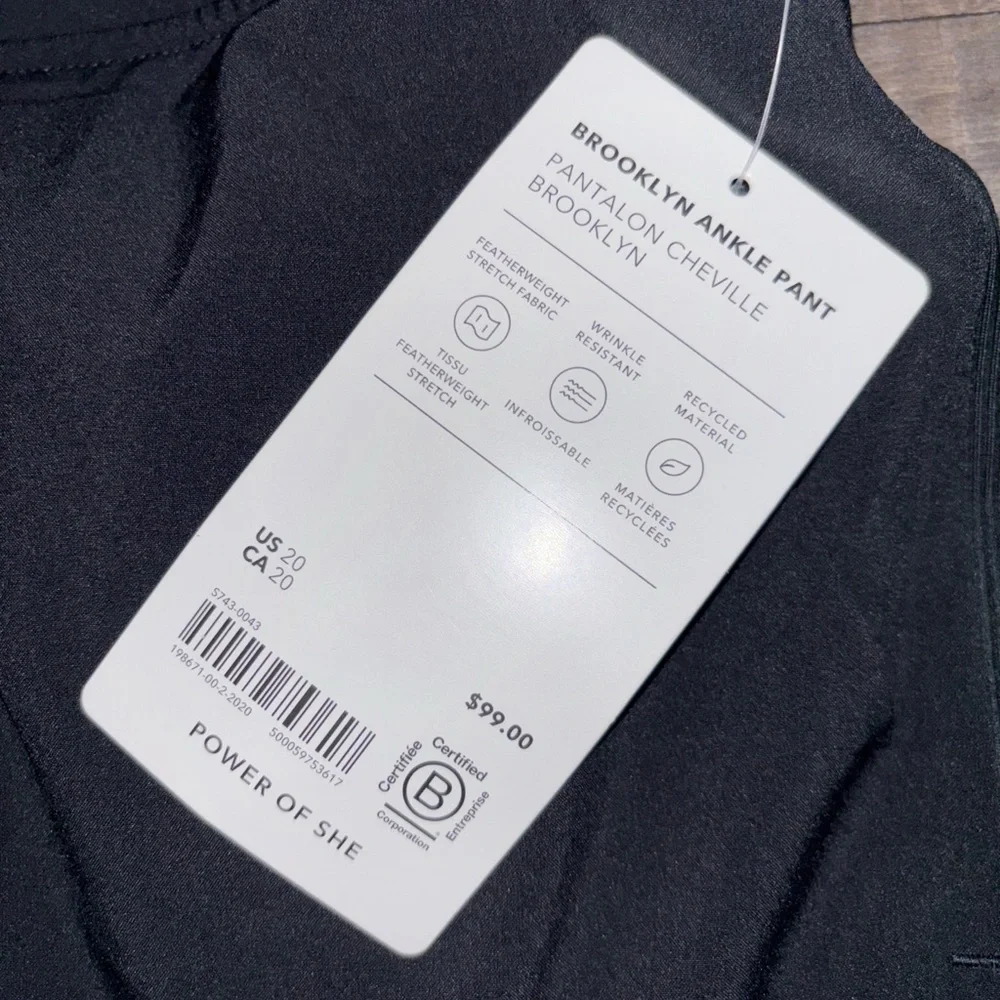 BROOKLYN ANKLE PANT
PANTALON CHEVILLE
BROOKLYN
FEATHERWEIGHT
STRETCH FABRIC
TISSU
FEATHERWEIGHT
STRETCH
WRINKLE
RESISTANT
INFROISSABLE
RECYCLED
MATERIAL
MATIÈRES
RECYCLÉES
US 20
CA 20
S743-0043
198671-00-2-2020
500059753617
$99.00
Certified
Certifiée
B
Corporation
Entreprise
POWER OF SHE